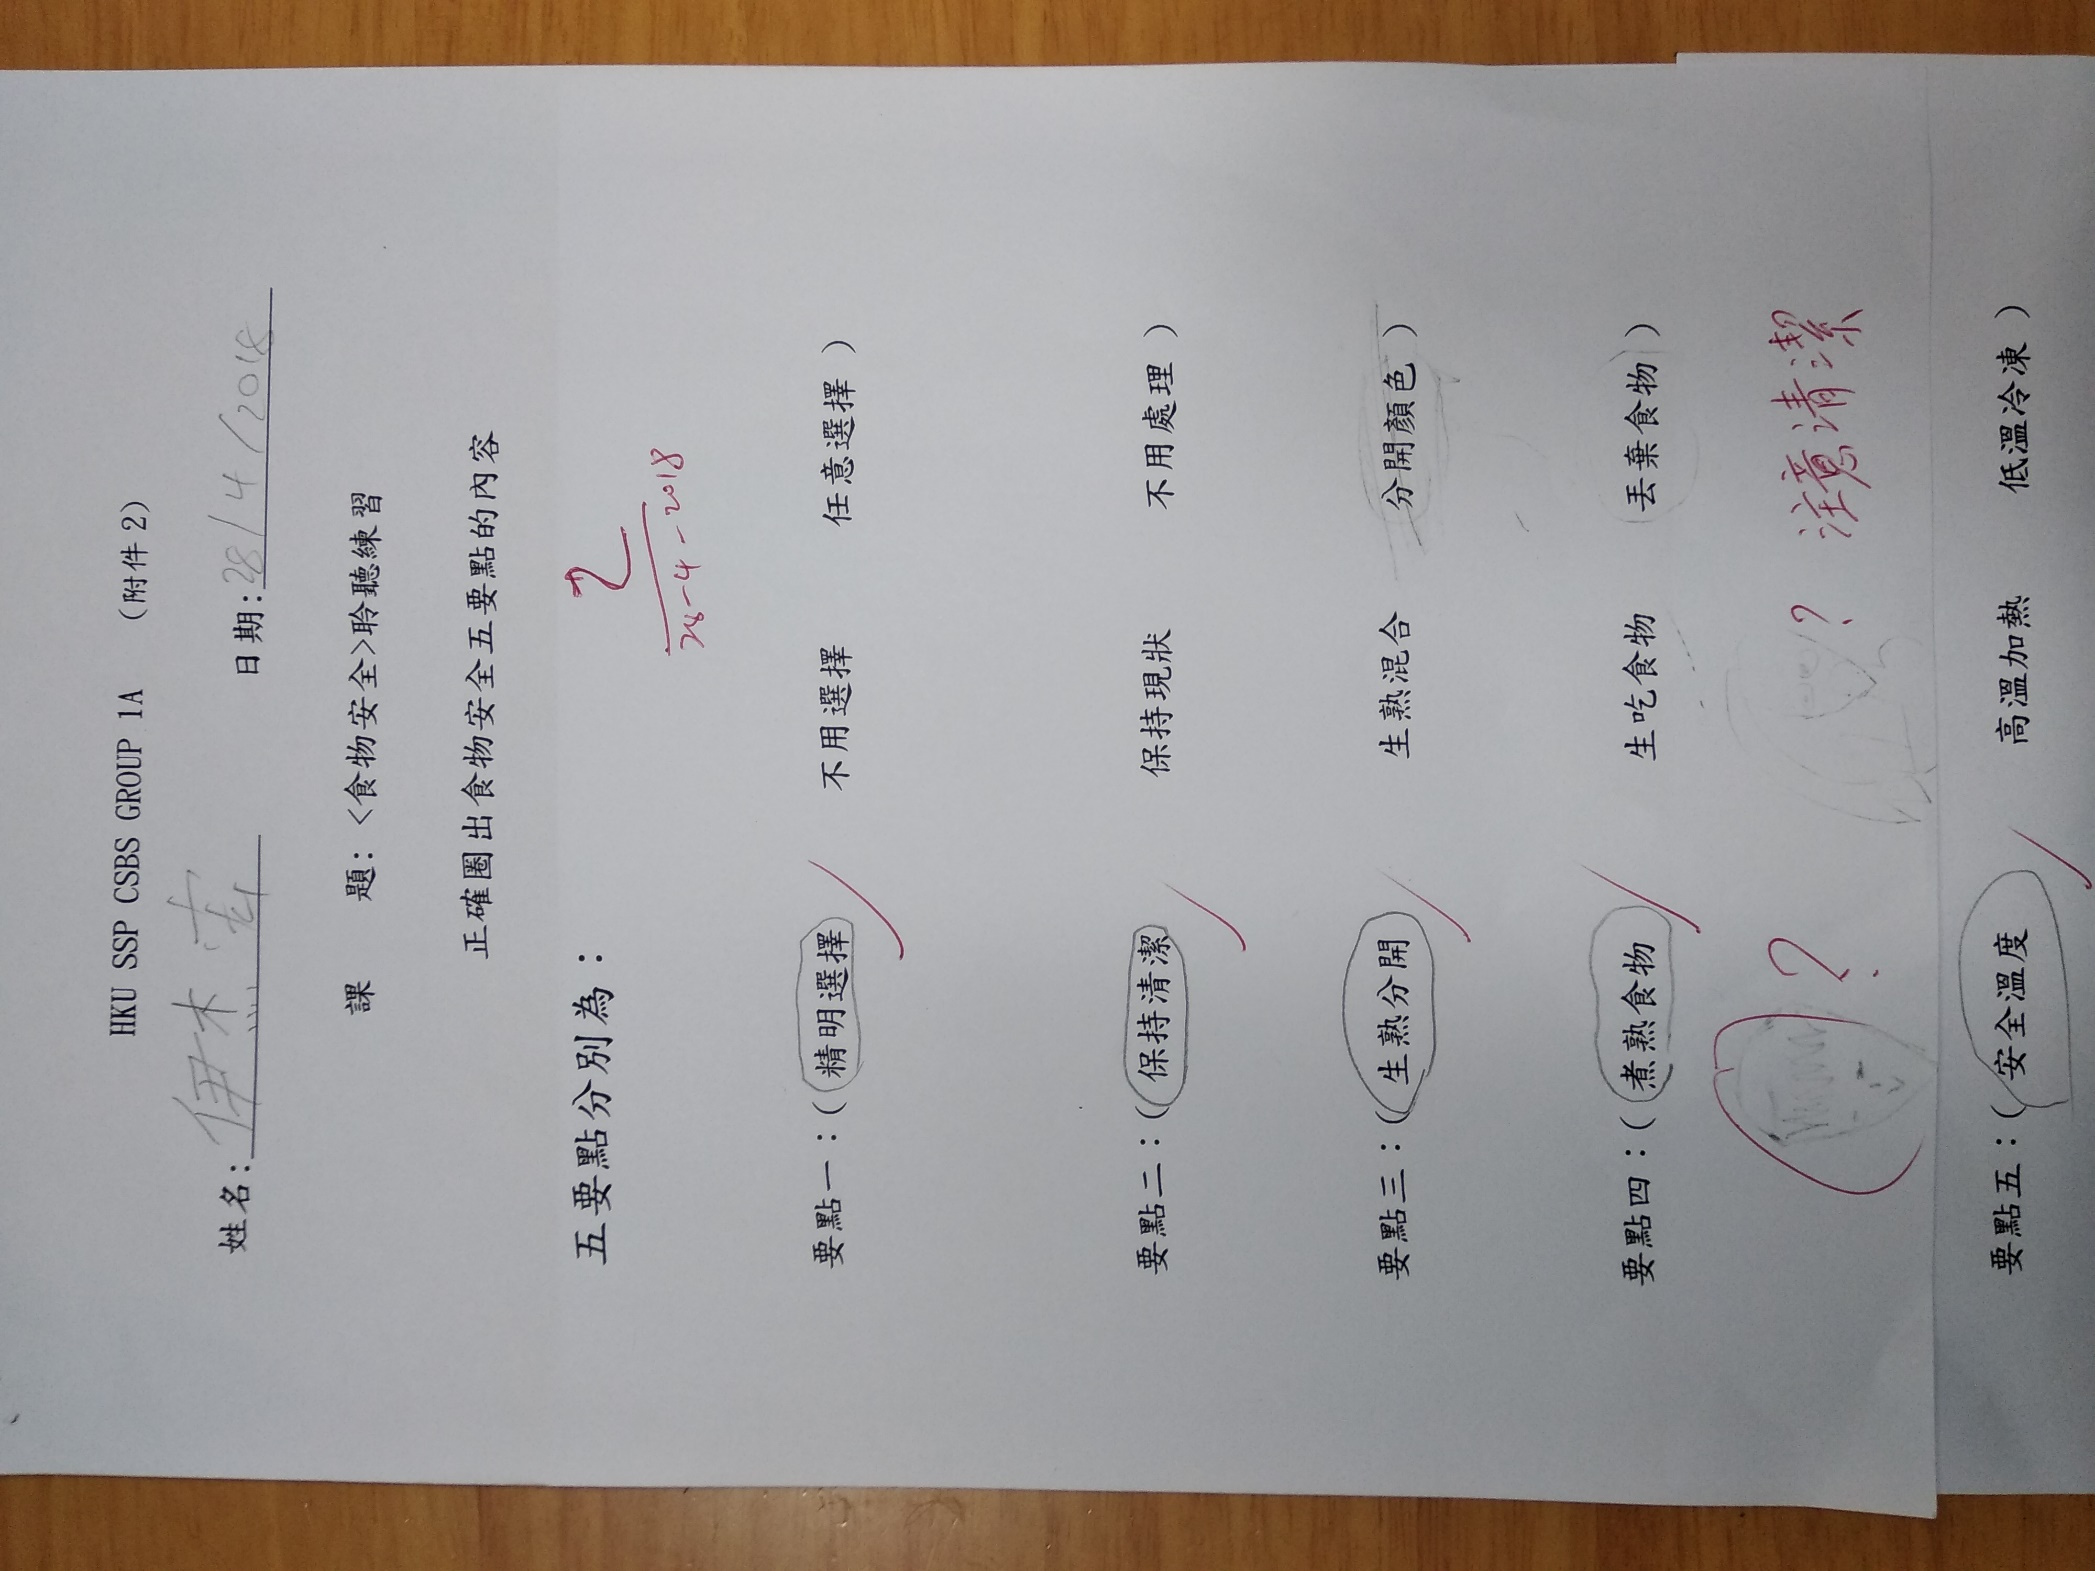 HKU SSP CSBS GROUP 1A （附件 2）
姓名: 伊木 日期: 28/4/2018
課 題：<食物安全>聆聽練習
正確圈出食物安全五要點的內容
28-4-2018
五要點分別為：
要點一：（精明選擇 不用選擇 任意選擇 ）
要點二：（保持清潔 保持現狀 不用處理 ）
要點三：（生熟分開 生熟混合 分開顏色 ）
要點四：（ 煮熟食物 生吃食物 丟棄食物 ）
? ? 注意清潔
要點五：（ 安全溫度 高溫加熱 低溫冷凍 ）